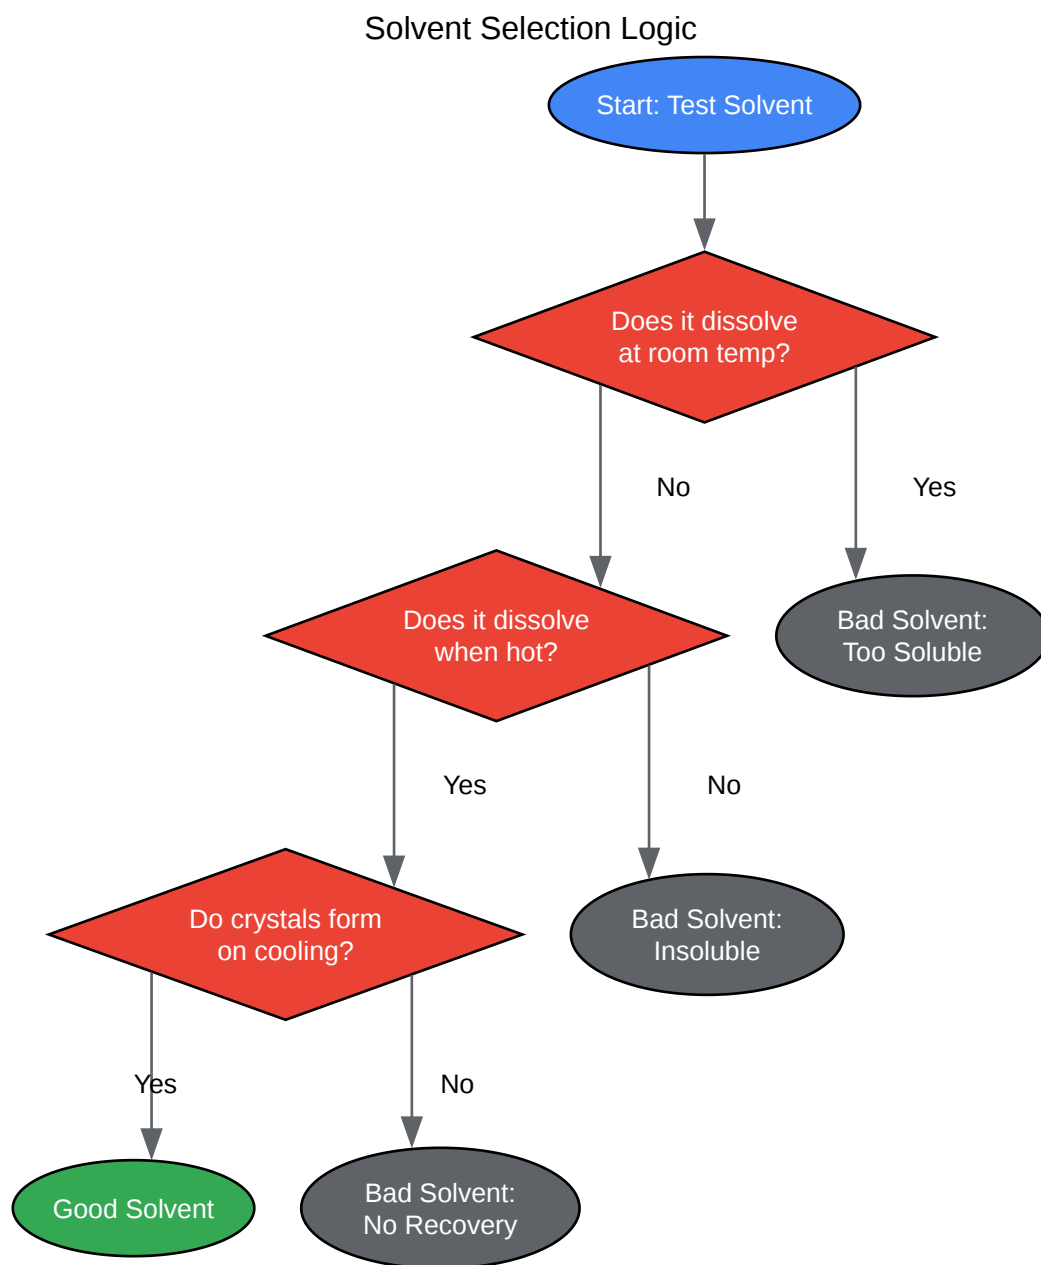 Solvent Selection Logic
Start: Test Solvent
Does it dissolve
at room temp?
No
Yes
Does it dissolve
when hot?
Bad Solvent:
Too Soluble
Yes
No
Do crystals form
on cooling?
Bad Solvent:
Insoluble
Yes
No
Good Solvent
Bad Solvent:
No Recovery